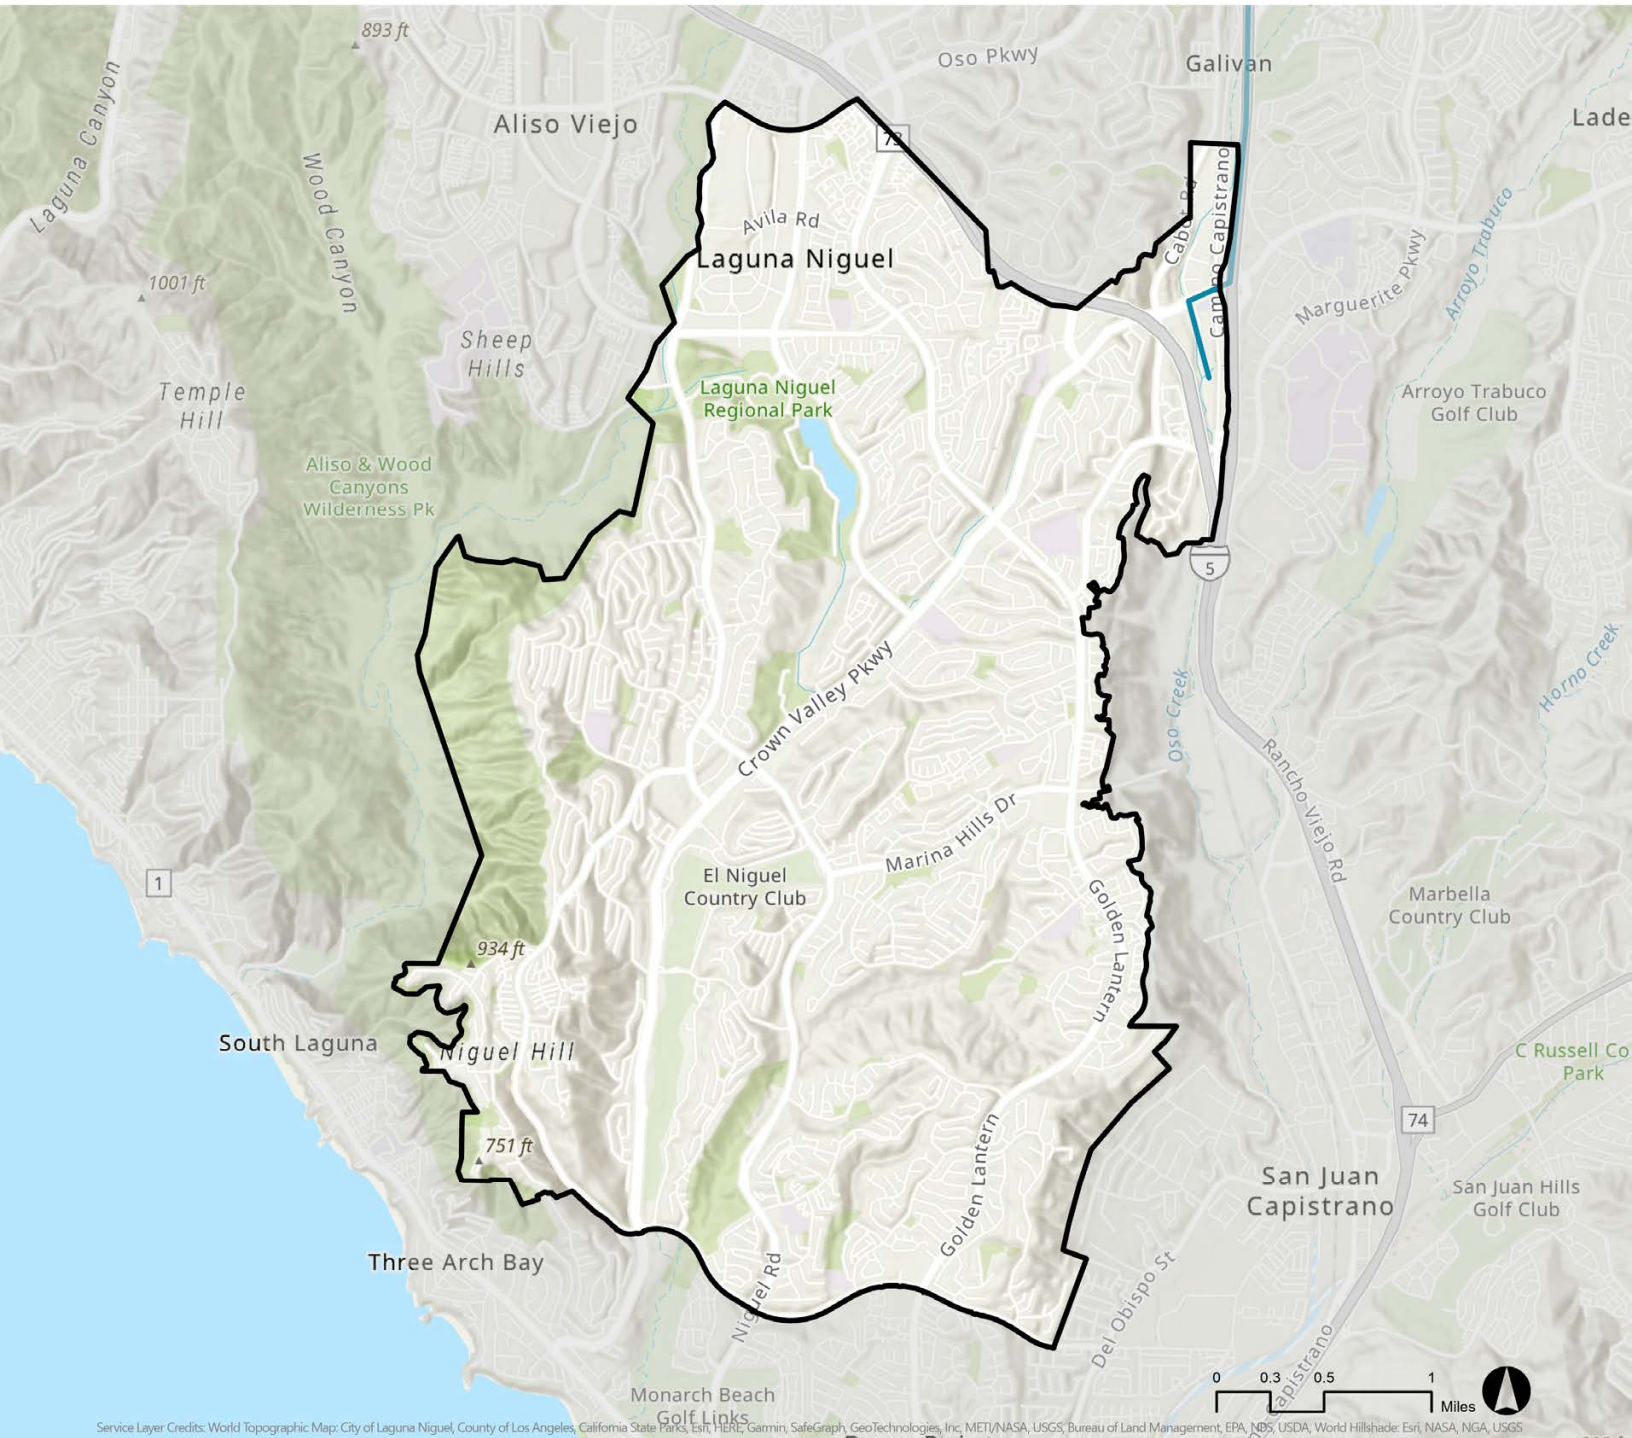 893 ft
Oso Pkwy
Galivan
Laguna Canyon
Aliso Viejo
Lade
73
Wood Canyon
Cabot Rd
Camino Capistrano
Avila Rd
Laguna Niguel
Arroyo Trabuco
Marguerite Pkwy
1001 ft
Sheep
Hills
Temple
Hill
Laguna Niguel
Regional Park
Arroyo Trabuco
Golf Club
Aliso & Wood
Canyons
Wilderness Pk
5
Oso Creek
Horno Creek
Crown Valley Pkwy
Rancho Viejo Rd
Marina Hills Dr
1
El Niguel
Country Club
Golden Lantern
Marbella
Country Club
934 ft
South Laguna
Niguel Hill
C Russell Co
Park
74
751 ft
Golden Lantern
San Juan
Capistrano
San Juan Hills
Golf Club
Three Arch Bay
Niguel Rd
Del Obispo St
Monarch Beach
Golf Links
0 0.3 0.5 1
Miles
Service Layer Credits: World Topographic Map: City of Laguna Niguel, County of Los Angeles, California State Parks, Esri, HERE, Garmin, SafeGraph, GeoTechnologies, Inc, METI/NASA, USGS, Bureau of Land Management, EPA, NPS, USDA, World Hillshade: Esri, NASA, NGA, USGS